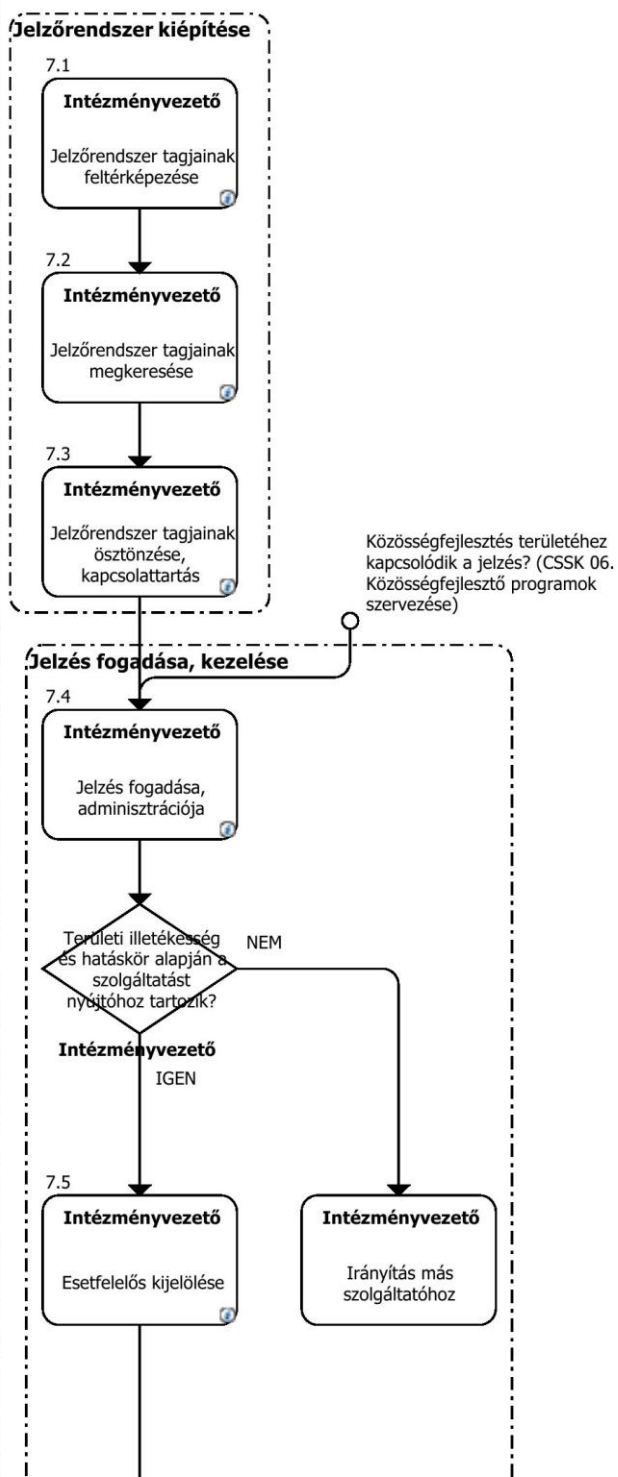 Jelzőrendszer kiépítése
7.1
Intézményvezető
Jelzőrendszer tagjainak
feltérképezése
7.2
Intézményvezető
Jelzőrendszer tagjainak
megkeresése
7.3
Intézményvezető
Jelzőrendszer tagjainak
ösztönzése,
kapcsolattartás
Közösségfejlesztés területéhez
kapcsolódik a jelzés? (CSSK 06.
Közösségfejlesztő programok
szervezése)
Jelzés fogadása, kezelése
7.4
Intézményvezető
Jelzés fogadása,
adminisztrációja
Területi illetékesség
és hatáskör alapján a
szolgáltatást
nyújtóhoz tartozik?
NEM
Intézményvezető
IGEN
7.5
Intézményvezető
Esetfelelős kijelölése
Intézményvezető
Irányítás más
szolgáltatóhoz